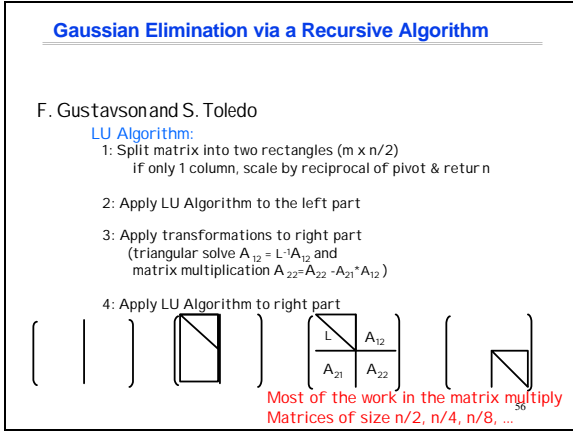 Gaussian Elimination via a Recursive Algorithm
F. Gustavson and S. Toledo
LU Algorithm:
1: Split matrix into two rectangles (m x n/2)
if only 1 column, scale by reciprocal of pivot & return
2: Apply LU Algorithm to the left part
3: Apply transformations to right part
(triangular solve A₁₂ = L⁻¹A₁₂ and
matrix multiplication A₂₂=A₂₂ -A₂₁*A₁₂ )
4: Apply LU Algorithm to right part
L A₁₂
A₂₁ A₂₂
Most of the work in the matrix multiply
Matrices of size n/2, n/4, n/8, ...
56